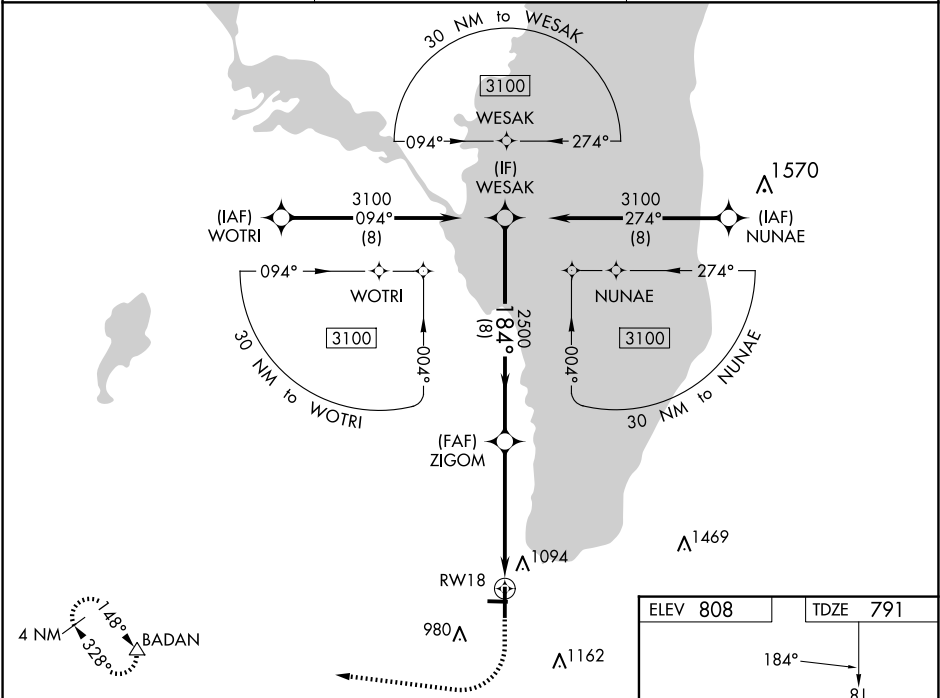 30 NM to WESAK
3100
WESAK
094° 274°
(IF)
WESAK
1570
(IAF)
WOTRI
3100
094°
(8)
3100
274°
(8)
(IAF)
NUNAE
094°
WOTRI
3100
004°
30 NM to WOTRI
274°
NUNAE
3100
004°
30 NM to NUNAE
2500
184°
(8)
(FAF)
ZIGOM
1094
1469
RW18
980
1162
4 NM
148°
328°
BADAN
ELEV 808
TDZE 791
184°